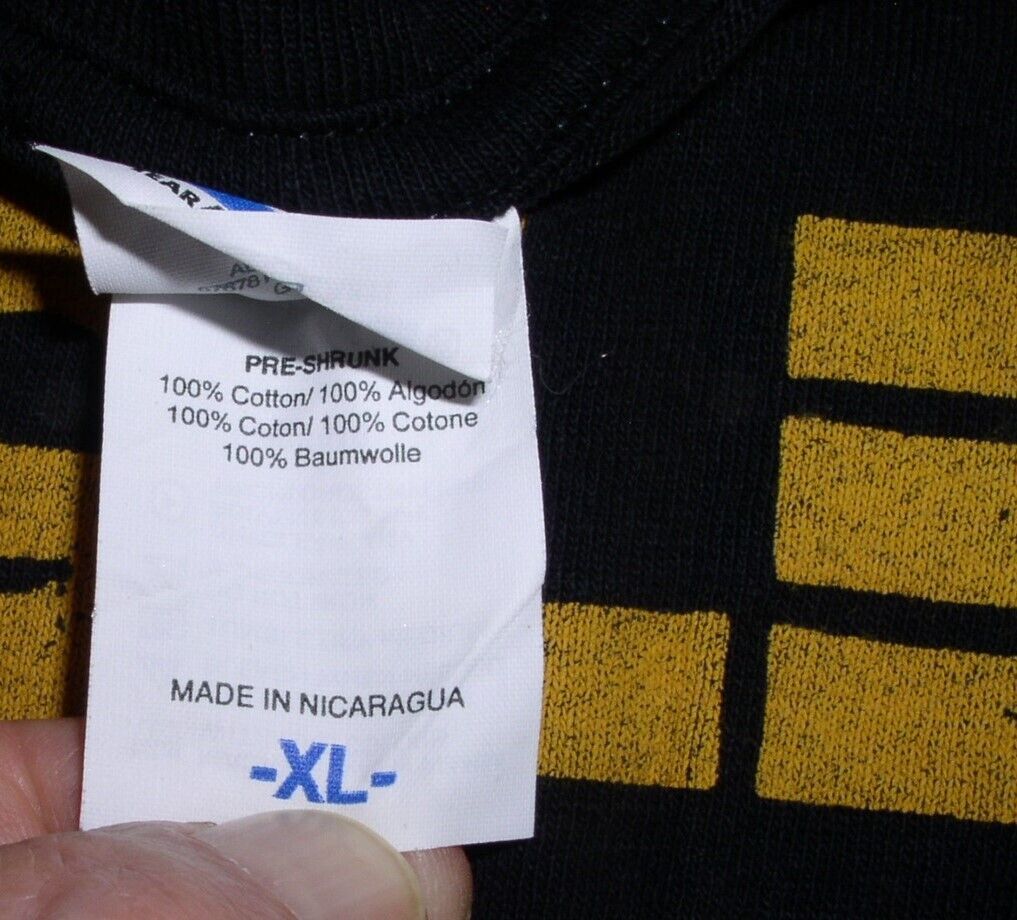 PRE-SHRUNK
100% Cotton/ 100% Algodón
100% Coton/ 100% Cotone
100% Baumwolle
MADE IN NICARAGUA
-XL-